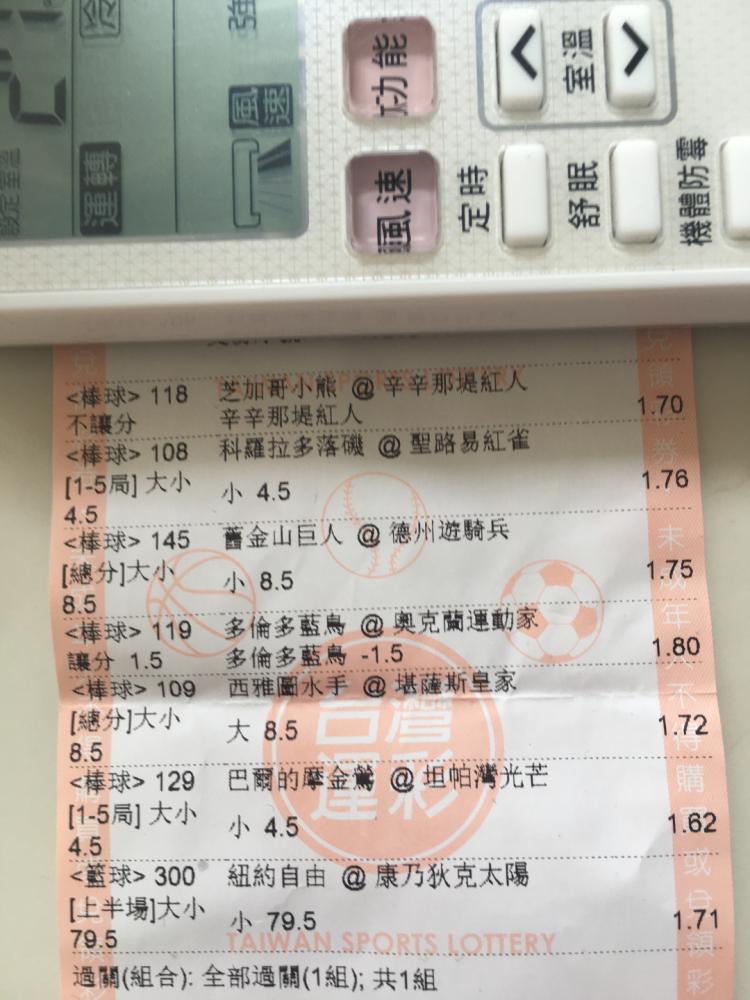 冷
強
運轉
風速
功能
風速
室溫
定時
舒眠
機體防霉
<棒球> 118 芝加哥小熊 @ 辛辛那堤紅人
不讓分 辛辛那堤紅人 1.70
<棒球> 108 科羅拉多落磯 @ 聖路易紅雀
[1-5局] 大小 小 4.5 1.76
4.5
<棒球> 145 舊金山巨人 @ 德州遊騎兵
[總分]大小 小 8.5 1.75
8.5
<棒球> 119 多倫多藍鳥 @ 奧克蘭運動家
讓分 1.5 多倫多藍鳥 -1.5 1.80
<棒球> 109 西雅圖水手 @ 堪薩斯皇家
[總分]大小 大 8.5 1.72
8.5
<棒球> 129 巴爾的摩金鶯 @ 坦帕灣光芒
[1-5局] 大小 小 4.5 1.62
4.5
<籃球> 300 紐約自由 @ 康乃狄克太陽
[上半場]大小 小 79.5 1.71
79.5
TAIWAN SPORTS LOTTERY
過關(組合): 全部過關(1組); 共1組
台灣
運彩